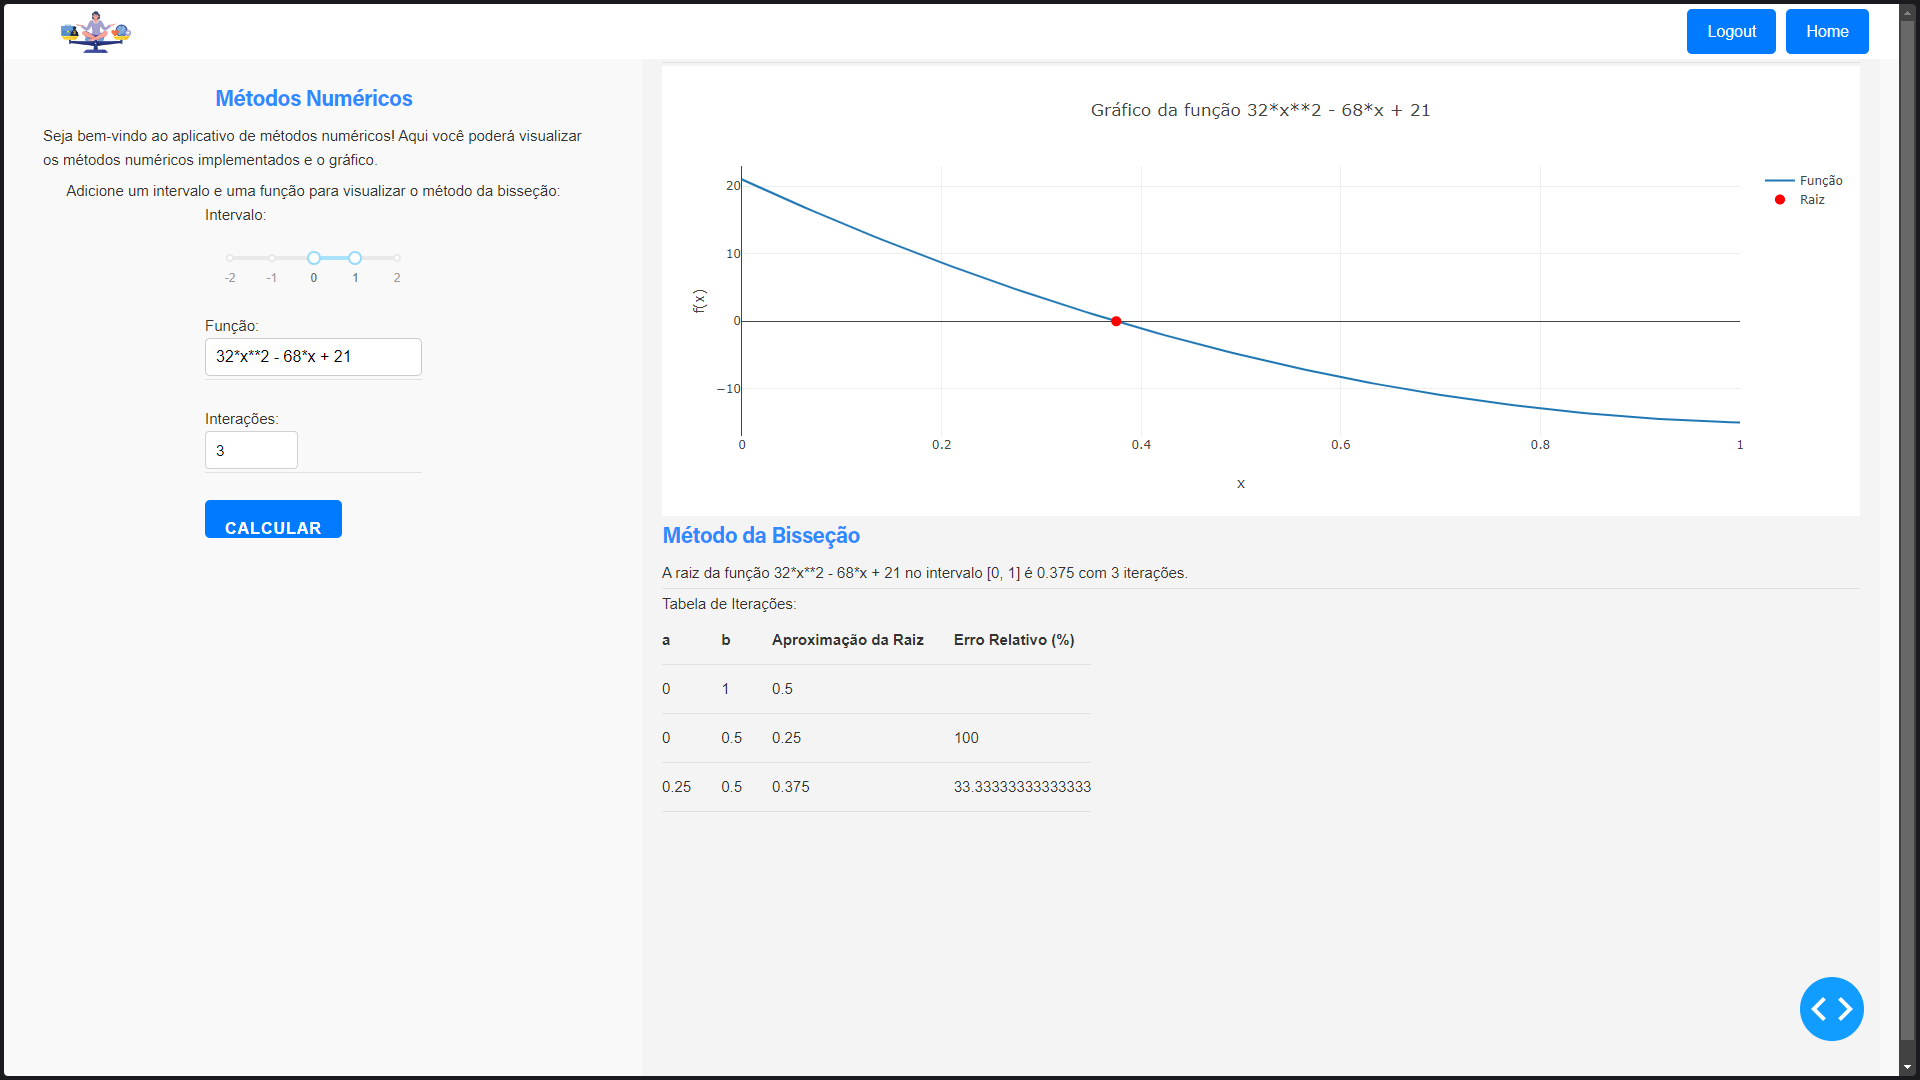 Logout Home
Métodos Numéricos
Seja bem-vindo ao aplicativo de métodos numéricos! Aqui você poderá visualizar
os métodos numéricos implementados e o gráfico.
Adicione um intervalo e uma função para visualizar o método da bisseção:
Intervalo:
-2 -1 0 1 2
Função:
32*x**2 - 68*x + 21
Interações:
3
CALCULAR
Gráfico da função 32*x**2 - 68*x + 21
Função
Raiz
20
10
0
−10
f(x)
0 0.2 0.4 0.6 0.8 1
x
Método da Bisseção
A raiz da função 32*x**2 - 68*x + 21 no intervalo [0, 1] é 0.375 com 3 iterações.
Tabela de Iterações:
a b Aproximação da Raiz Erro Relativo (%)
0 1 0.5
0 0.5 0.25 100
0.25 0.5 0.375 33.33333333333333